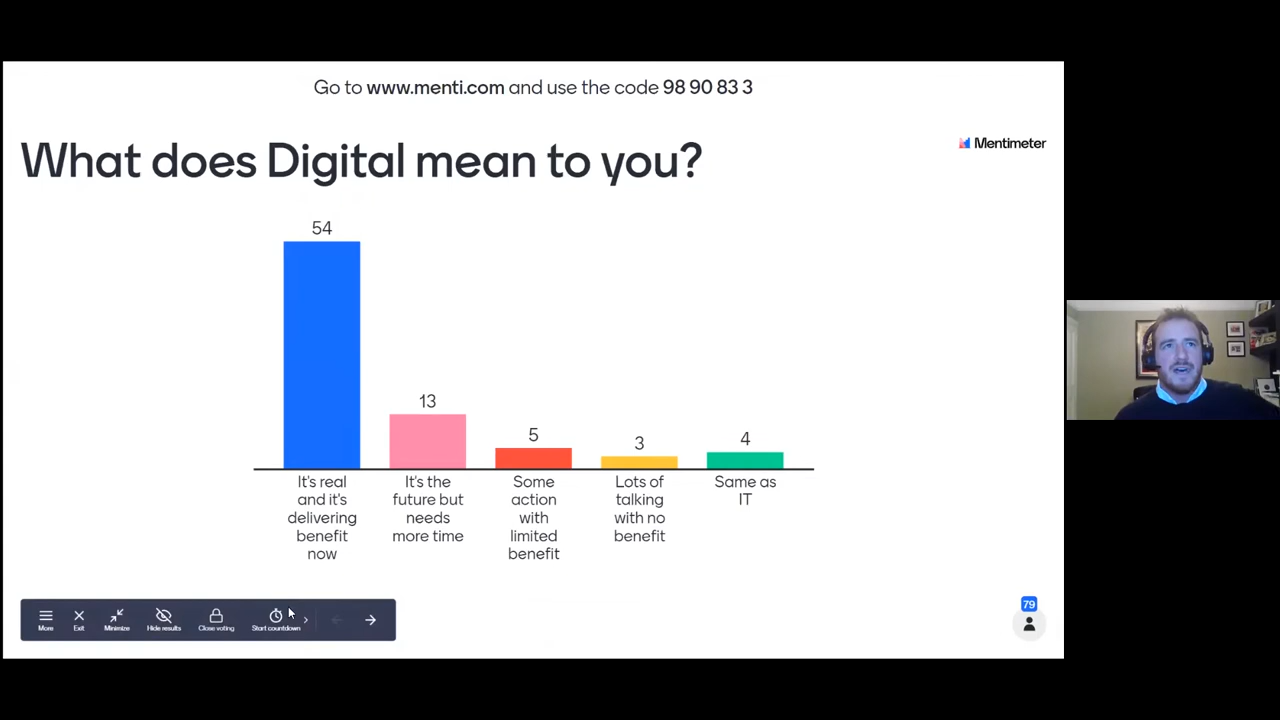 Go to www.menti.com and use the code 98 90 83 3
What does Digital mean to you?
Mentimeter
54
13
5
3
4
It's real
and it's
delivering
benefit
now
It's the
future but
needs
more time
Some
action
with
limited
benefit
Lots of
talking
with no
benefit
Same as
IT
More
Exit
Minimize
Hide results
Close voting
Start countdown
79